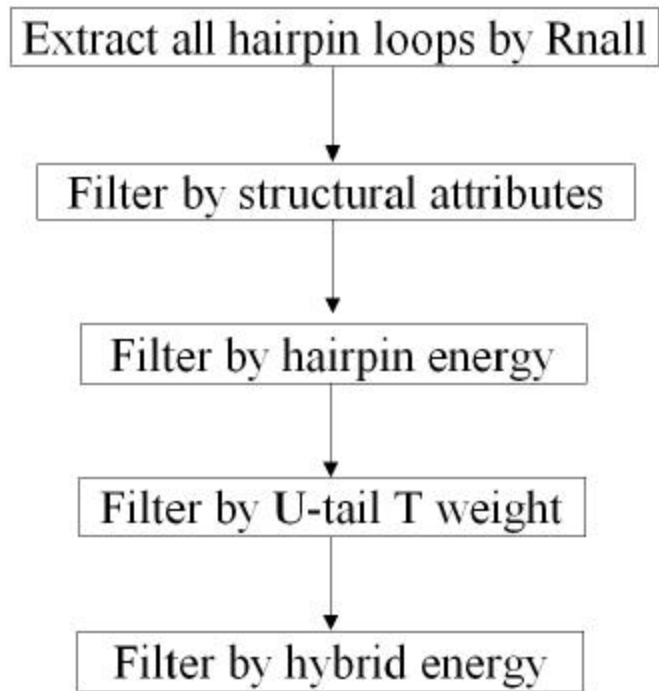 Extract all hairpin loops by Rnall
Filter by structural attributes
Filter by hairpin energy
Filter by U-tail T weight
Filter by hybrid energy